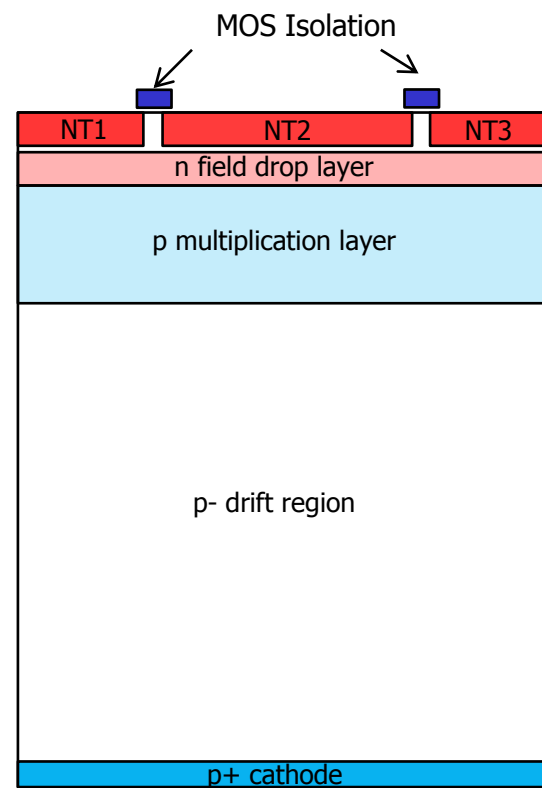 MOS Isolation
NT1 NT2 NT3
n field drop layer
p multiplication layer
p- drift region
p+ cathode